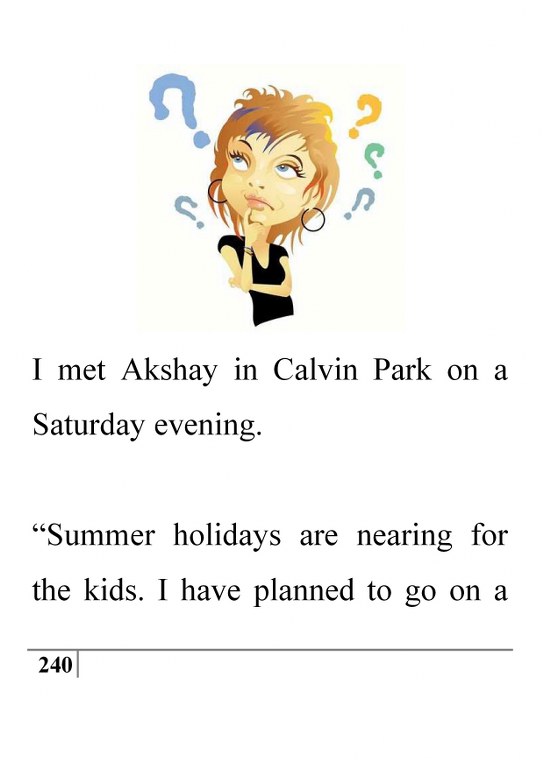 I met Akshay in Calvin Park on a
Saturday evening.
“Summer holidays are nearing for
the kids. I have planned to go on a
240